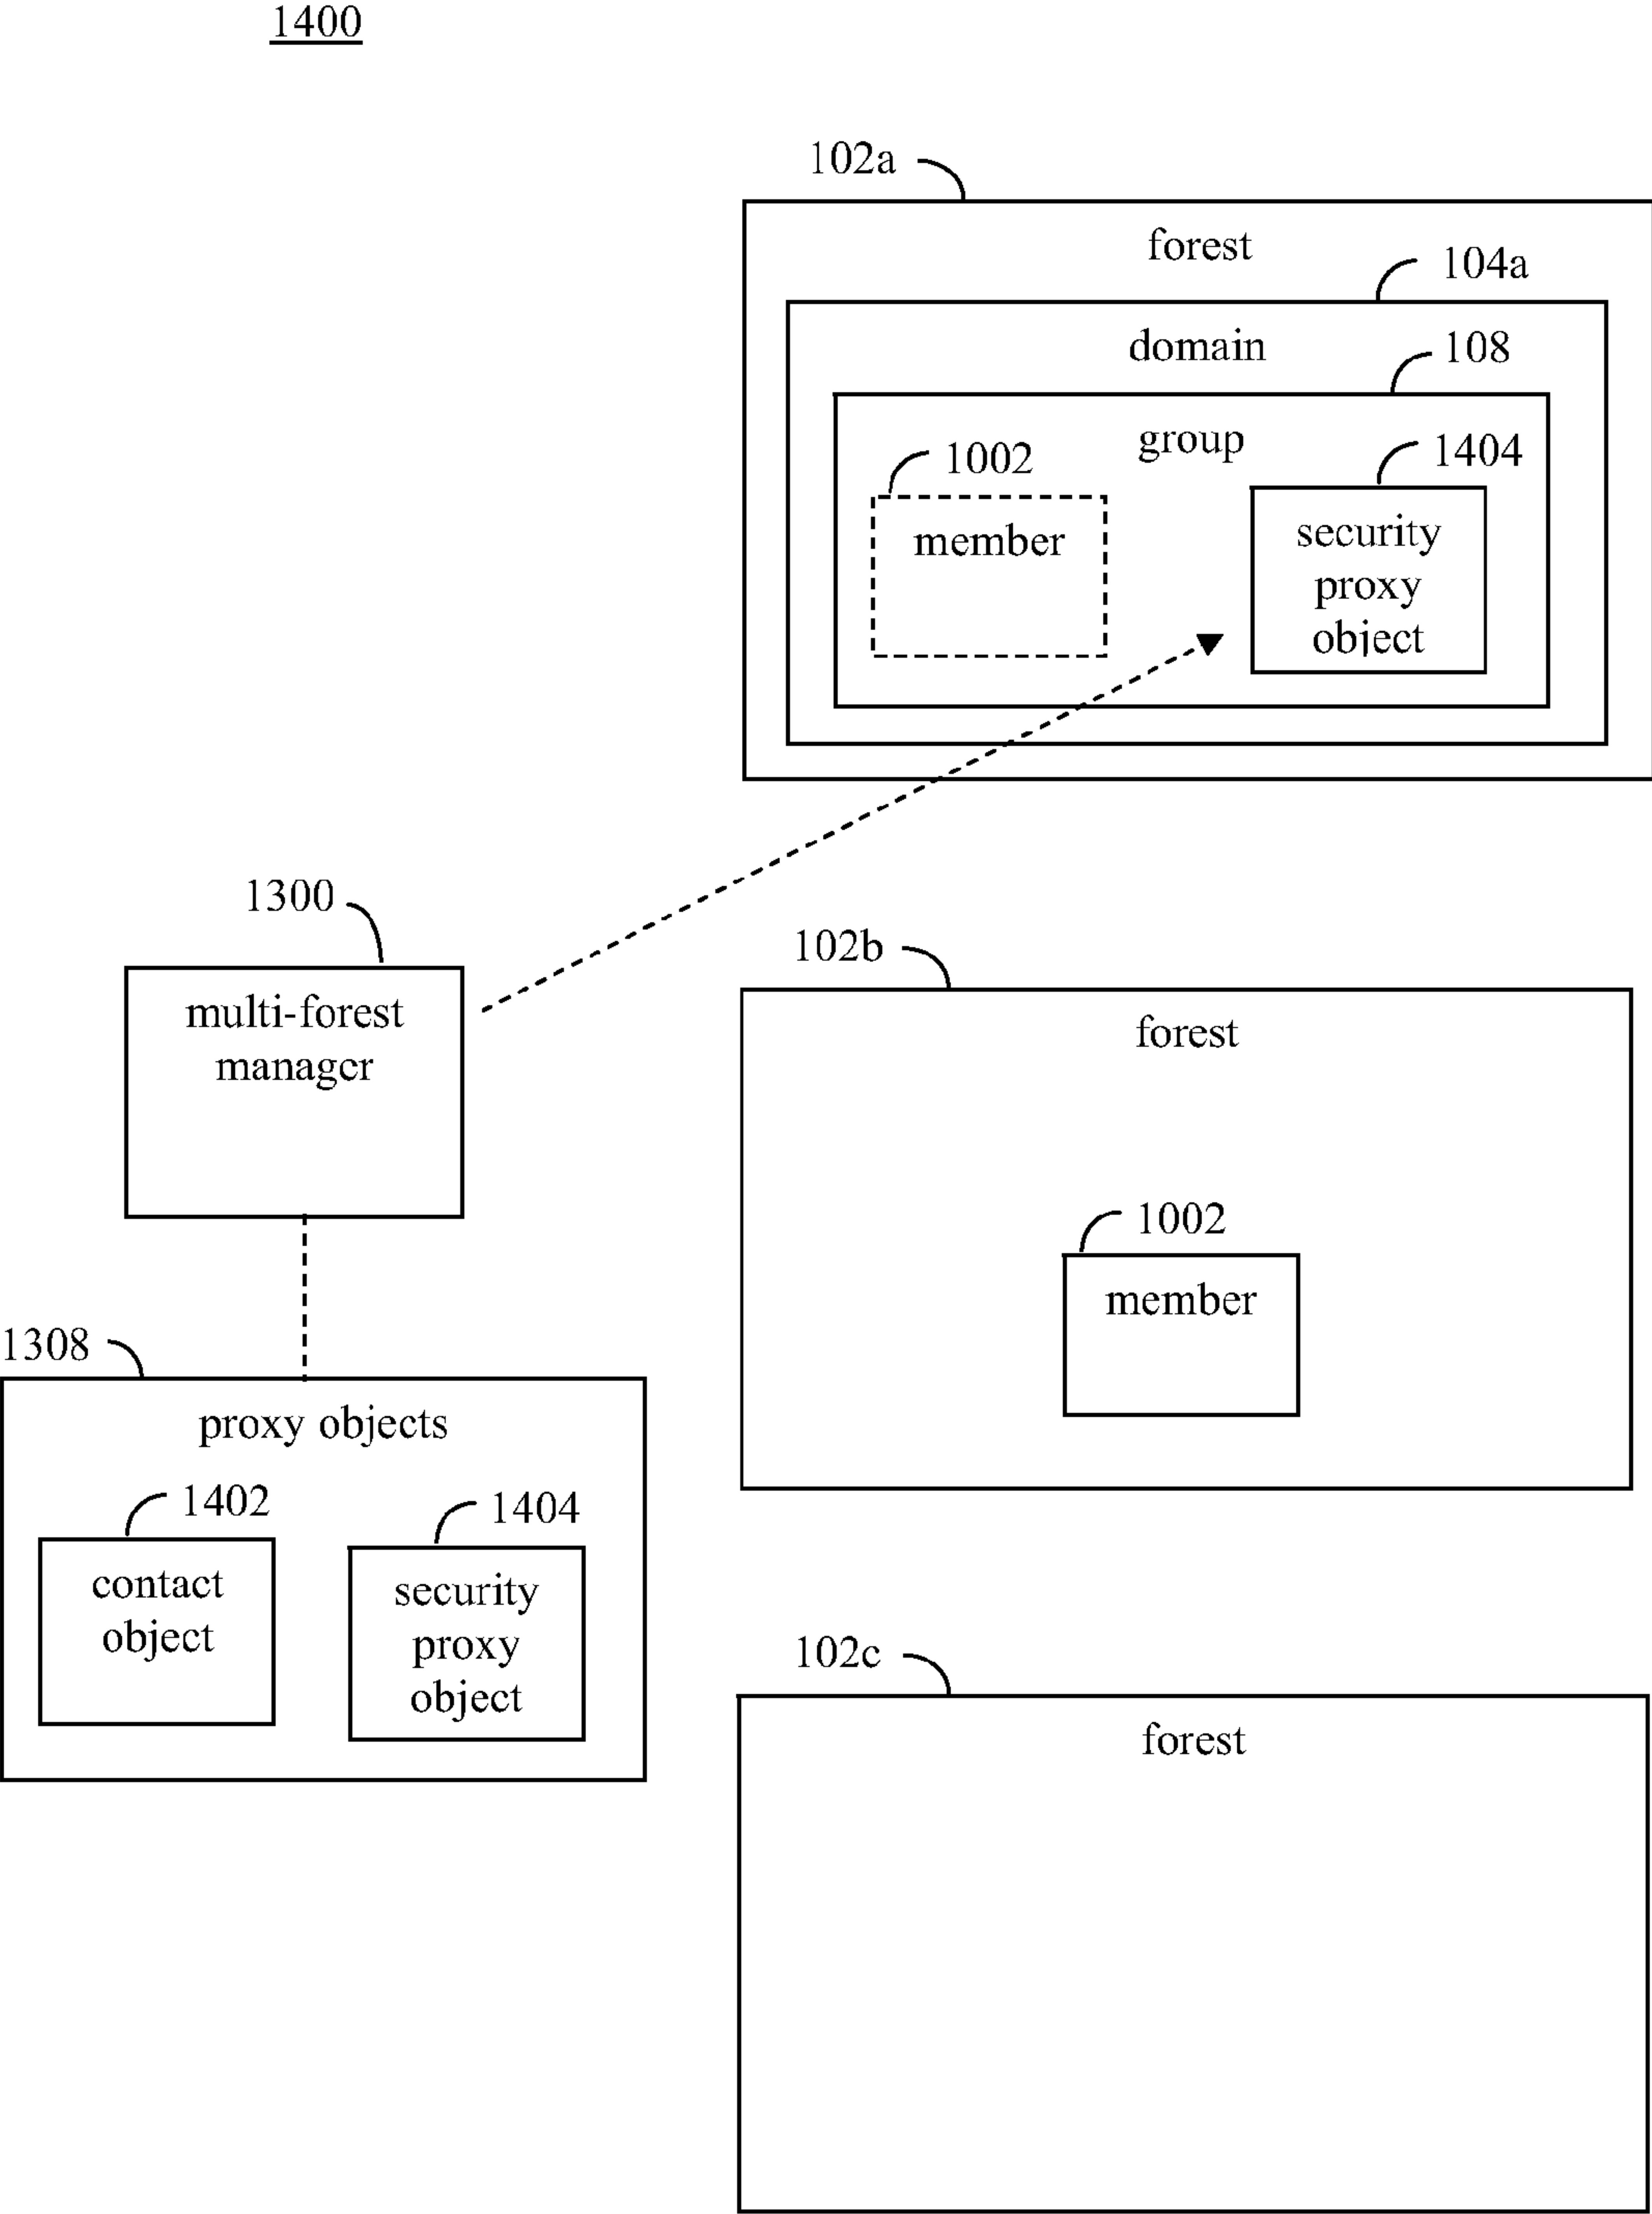 1400
102a
forest
104a
domain
108
group
1002
1404
member
security
proxy
object
1300
multi-forest
manager
102b
forest
1002
member
1308
proxy objects
1402
1404
contact
object
security
proxy
object
102c
forest